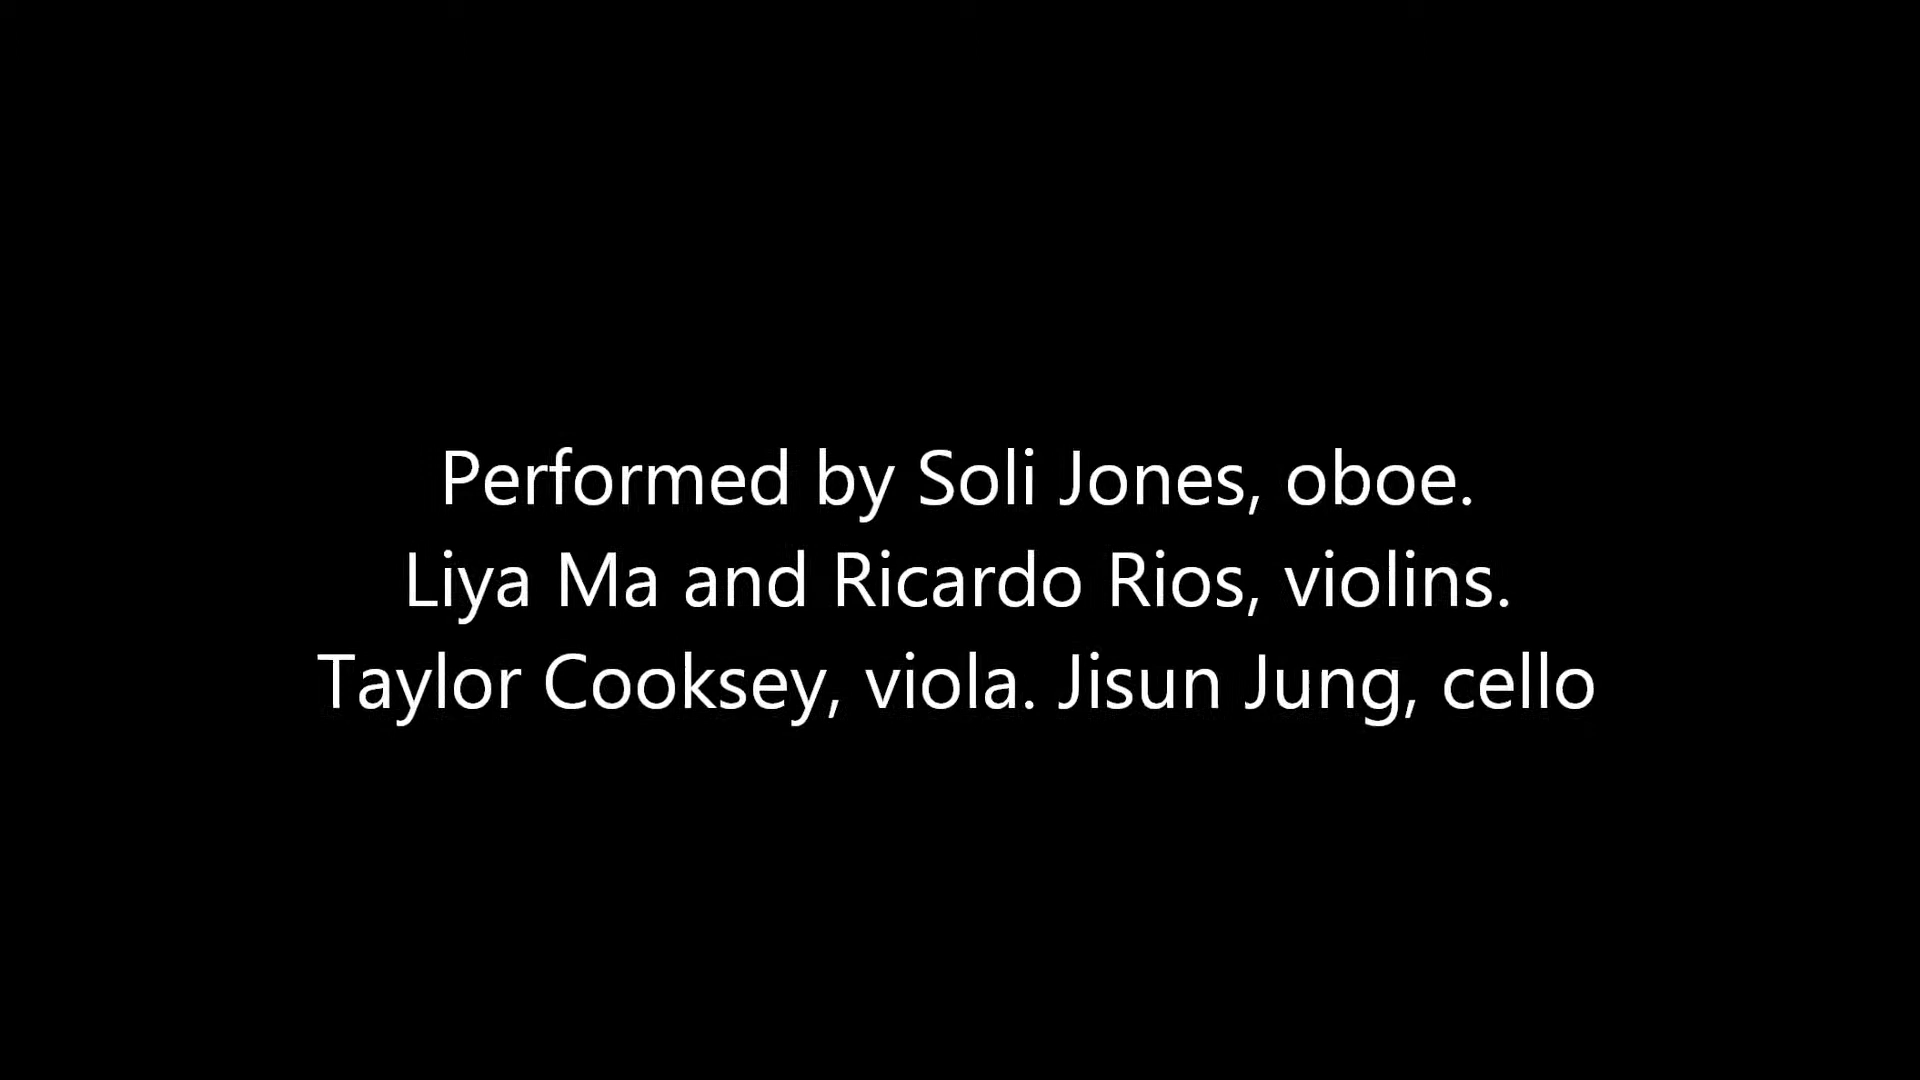 Performed by Soli Jones, oboe.
Liya Ma and Ricardo Rios, violins.
Taylor Cooksey, viola. Jisun Jung, cello